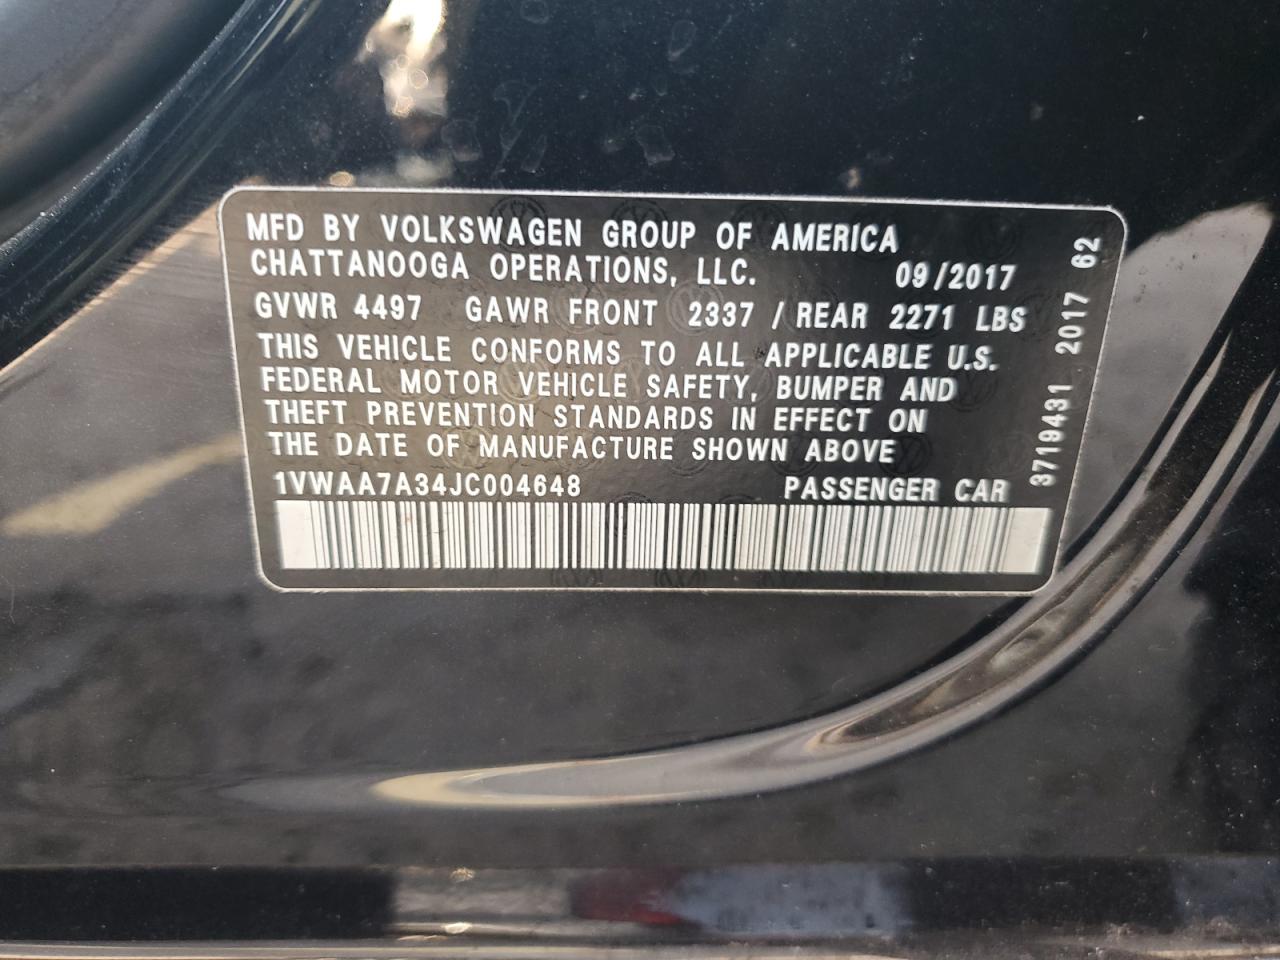 MFD BY VOLKSWAGEN GROUP OF AMERICA
CHATTANOOGA OPERATIONS, LLC. 09/2017
GVWR 4497 GAWR FRONT 2337 / REAR 2271 LBS
THIS VEHICLE CONFORMS TO ALL APPLICABLE U.S.
FEDERAL MOTOR VEHICLE SAFETY, BUMPER AND
THEFT PREVENTION STANDARDS IN EFFECT ON
THE DATE OF MANUFACTURE SHOWN ABOVE
1VWAA7A34JC004648 PASSENGER CAR
3719431 2017 62